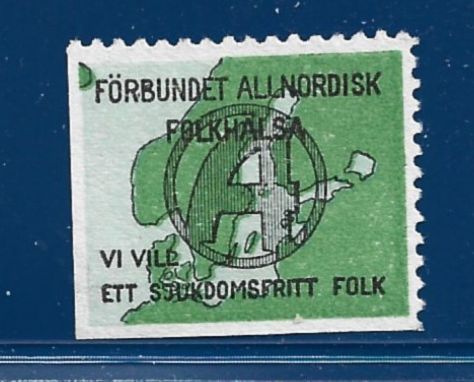 FÖRBUNDET ALLNORDISK
FOLKHÄLSA
A
VI VILL
ETT SJUKDOMSFRITT FOLK